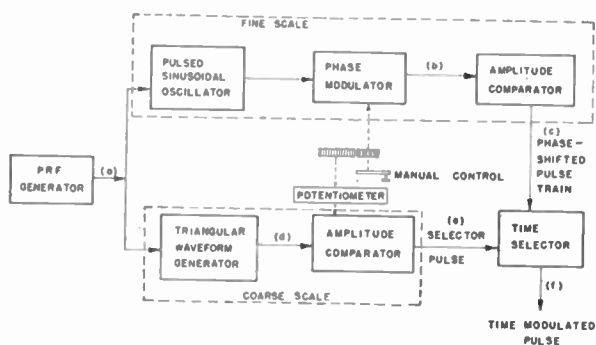 FINE SCALE
PULSED
SINUSOIDAL
OSCILLATOR
PHASE
MODULATOR
(b)
AMPLITUDE
COMPARATOR
(c)
PHASE-
SHIFTED
PULSE
TRAIN
PRF
GENERATOR
(a)
MANUAL CONTROL
POTENTIOMETER
TRIANGULAR
WAVEFORM
GENERATOR
(d)
AMPLITUDE
COMPARATOR
(e)
SELECTOR
PULSE
TIME
SELECTOR
COARSE SCALE
(f)
TIME MODULATED
PULSE